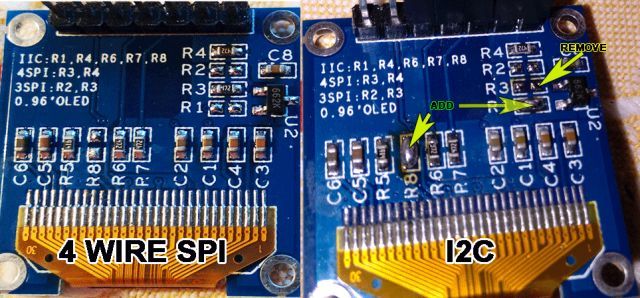 IIC:R1,R4,R6,R7,R8
4SPI:R3,R4
3SPI:R2,R3
0.96"OLED
R4
R2
R3
R1
C8
U2
C6
C5
R5
R8
R6
R7
C2
C1
C4
C3
30
1
4 WIRE SPI
IIC:R1,R4,R6,R7,R8
4SPI:R3,R4
3SPI:R2,R3
0.96"OLED
R4
R2
R3
REMOVE
ADD
U2
C6
C5
R5
R8
R6
R7
C2
C1
C4
C3
30
I2C